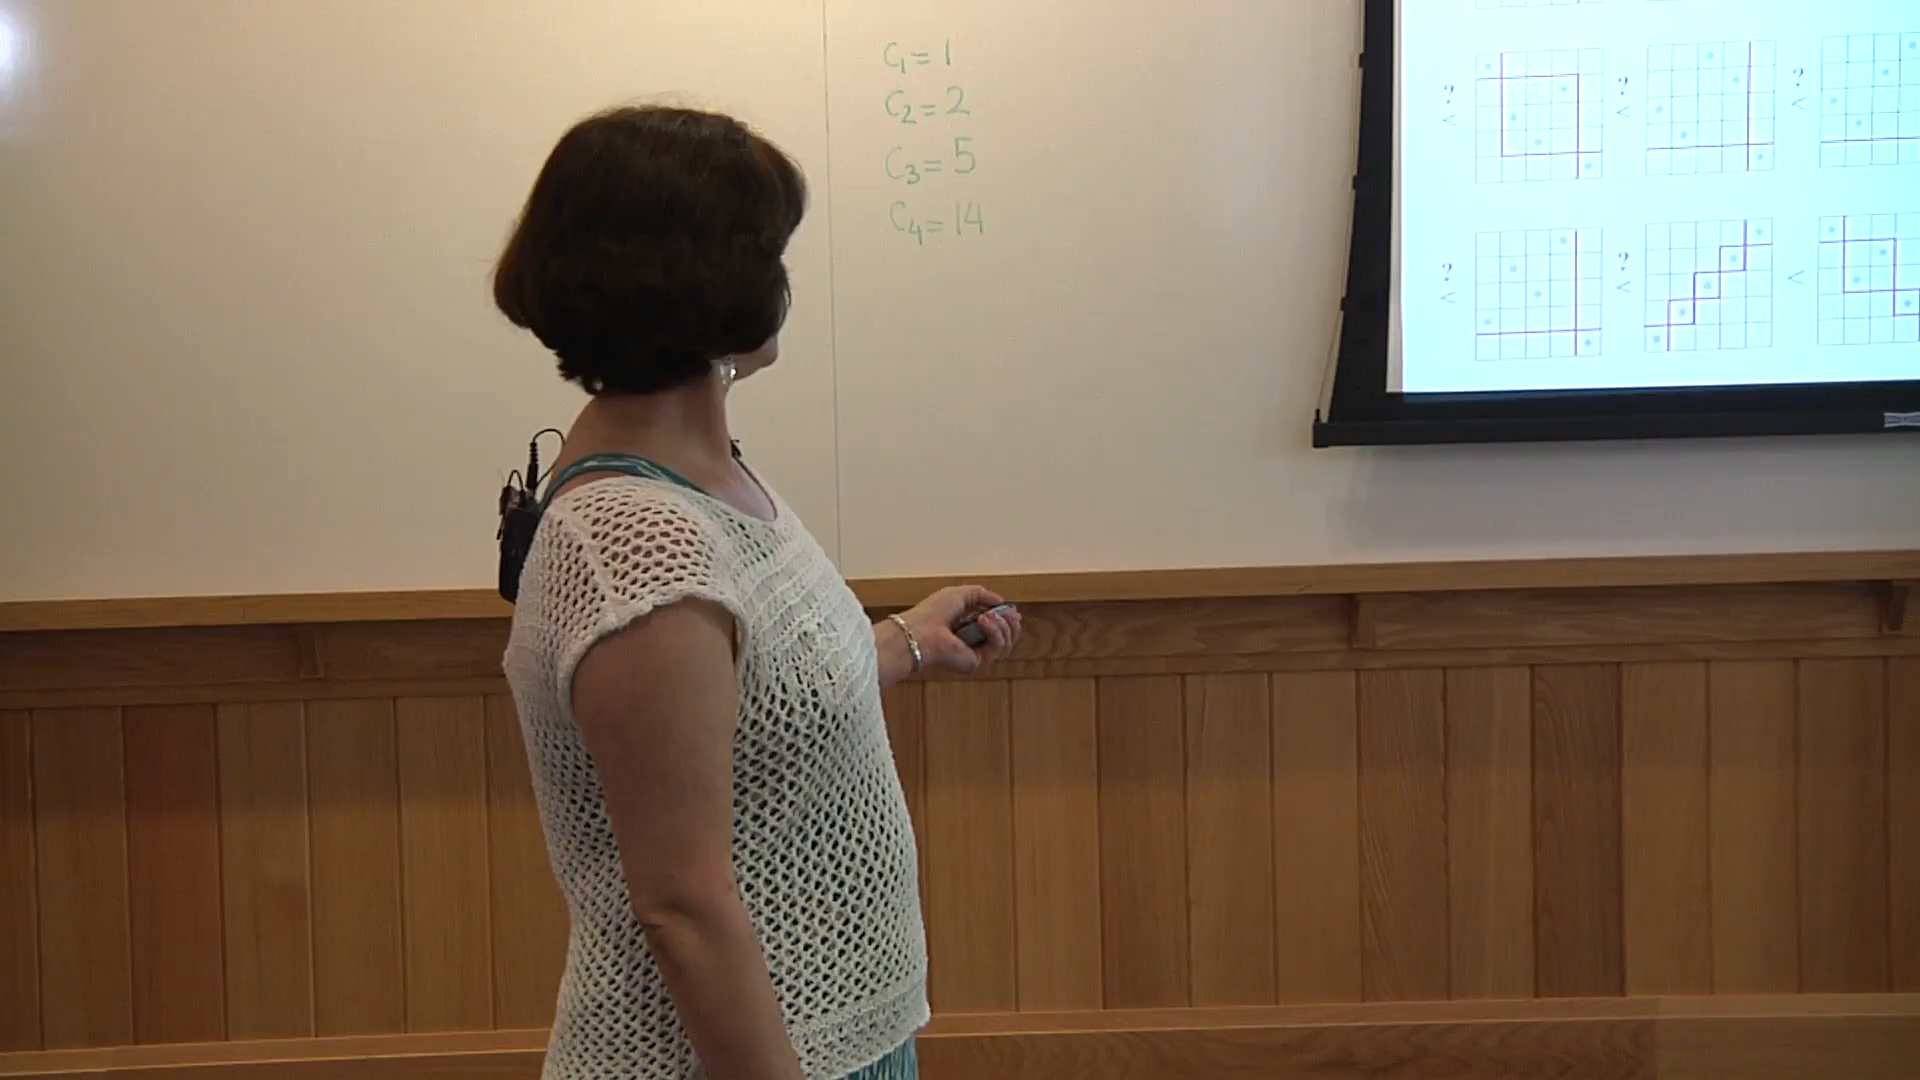 C₁ = 1
C₂ = 2
C₃ = 5
C₄ = 14
? < ? < ? <
? < ? < <